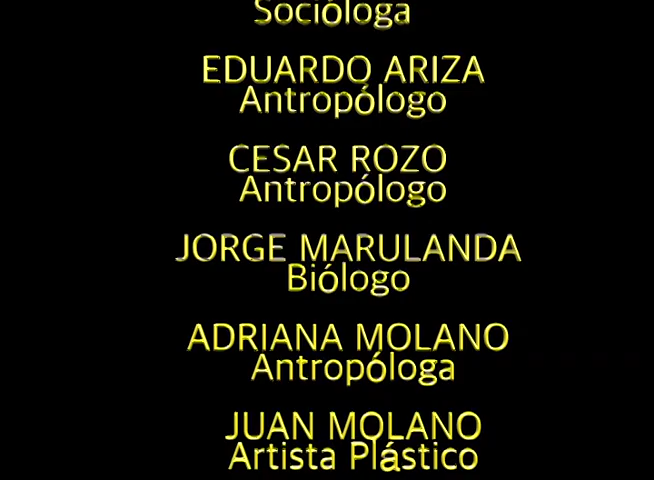 Socióloga
EDUARDO ARIZA
Antropólogo
CESAR ROZO
Antropólogo
JORGE MARULANDA
Biólogo
ADRIANA MOLANO
Antropóloga
JUAN MOLANO
Artista Plástico